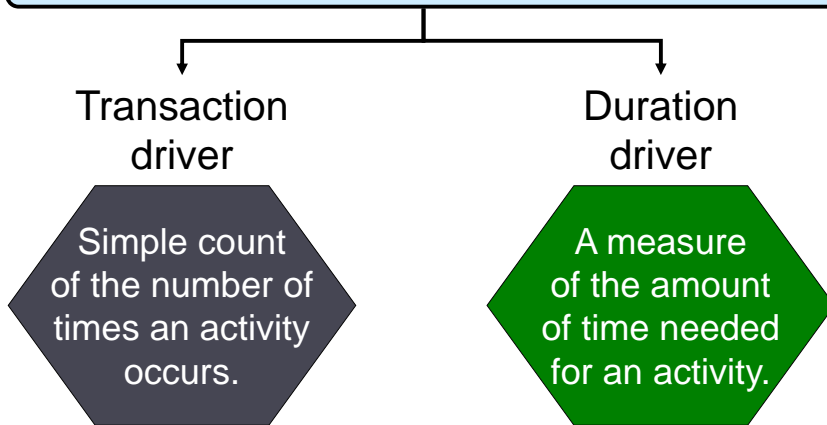 Transaction
driver
Duration
driver
Simple count
of the number of
times an activity
occurs.
A measure
of the amount
of time needed
for an activity.